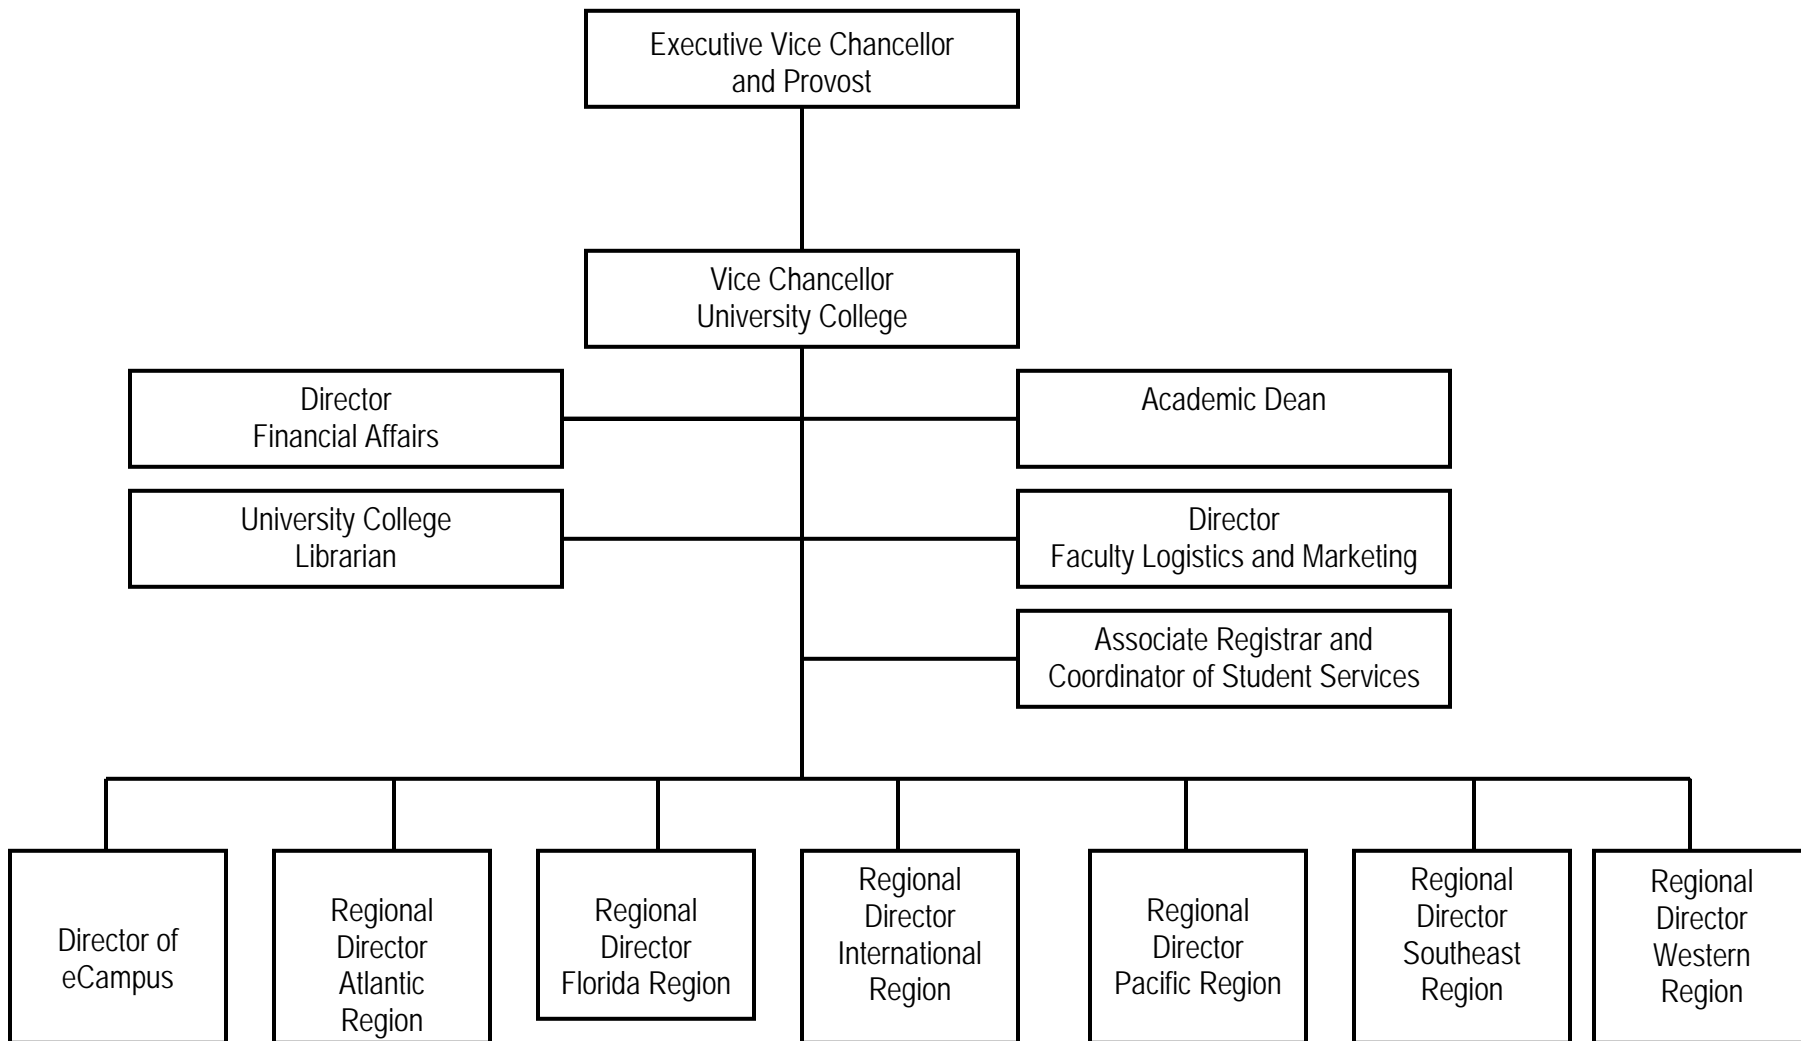 Executive Vice Chancellor
and Provost
Vice Chancellor
University College
Director
Financial Affairs
Academic Dean
University College
Librarian
Director
Faculty Logistics and Marketing
Associate Registrar and
Coordinator of Student Services
Director of
eCampus
Regional
Director
Atlantic
Region
Regional
Director
Florida Region
Regional
Director
International
Region
Regional
Director
Pacific Region
Regional
Director
Southeast
Region
Regional
Director
Western
Region